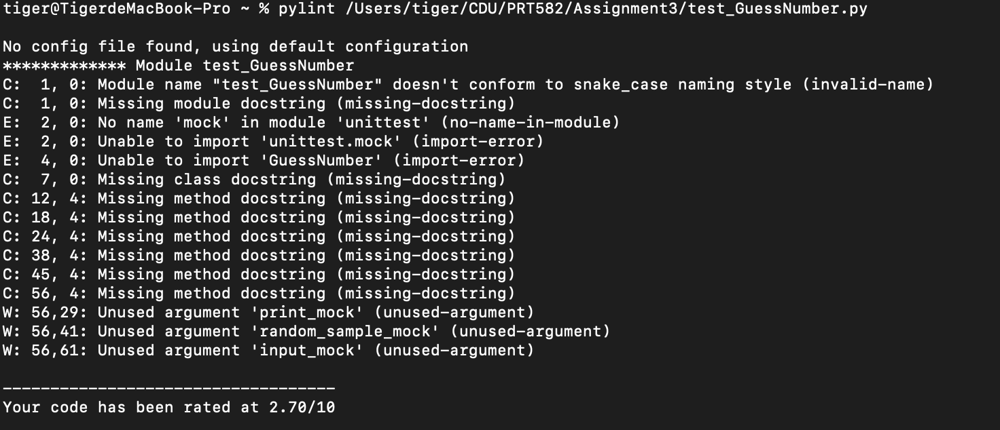 tiger@TigerdeMacBook-Pro ~ % pylint /Users/tiger/CDU/PRT582/Assignment3/test_GuessNumber.py
No config file found, using default configuration
************* Module test_GuessNumber
C:  1, 0: Module name "test_GuessNumber" doesn't conform to snake_case naming style (invalid-name)
C:  1, 0: Missing module docstring (missing-docstring)
E:  2, 0: No name 'mock' in module 'unittest' (no-name-in-module)
E:  2, 0: Unable to import 'unittest.mock' (import-error)
E:  4, 0: Unable to import 'GuessNumber' (import-error)
C:  7, 0: Missing class docstring (missing-docstring)
C: 12, 4: Missing method docstring (missing-docstring)
C: 18, 4: Missing method docstring (missing-docstring)
C: 24, 4: Missing method docstring (missing-docstring)
C: 38, 4: Missing method docstring (missing-docstring)
C: 45, 4: Missing method docstring (missing-docstring)
C: 56, 4: Missing method docstring (missing-docstring)
W: 56,29: Unused argument 'print_mock' (unused-argument)
W: 56,41: Unused argument 'random_sample_mock' (unused-argument)
W: 56,61: Unused argument 'input_mock' (unused-argument)
-----------------------------------
Your code has been rated at 2.70/10